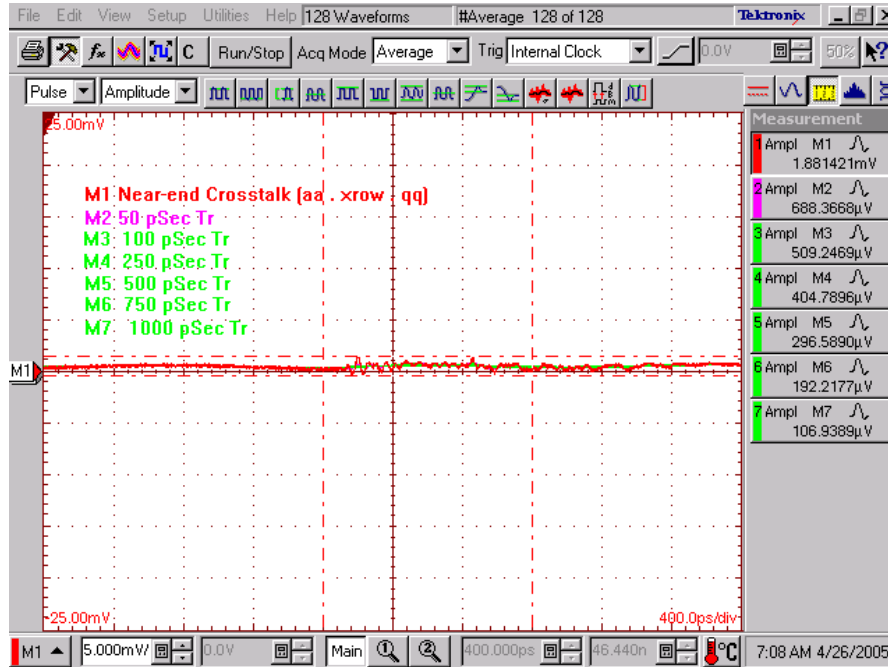 File Edit View Setup Utilities Help 128 Waveforms #Average 128 of 128 Tektronix
C Run/Stop Acq Mode Average Trig Internal Clock 0.0V 50%
Pulse Amplitude
Measurement
25.00mV
1 Ampl M1
1.881421mV
2 Ampl M2
688.3668µV
3 Ampl M3
509.2469µV
4 Ampl M4
404.7896µV
5 Ampl M5
296.5890µV
6 Ampl M6
192.2177µV
7 Ampl M7
106.9389µV
M1 Near-end Crosstalk (aa . xrow . qq)
M2 50 pSec Tr
M3 100 pSec Tr
M4 250 pSec Tr
M5 500 pSec Tr
M6 750 pSec Tr
M7 1000 pSec Tr
M1
-25.00mV 400.0ps/div
M1 5.000mV/ 0.0V Main 1 2 400.000ps 46.440n °C 7:08 AM 4/26/2005